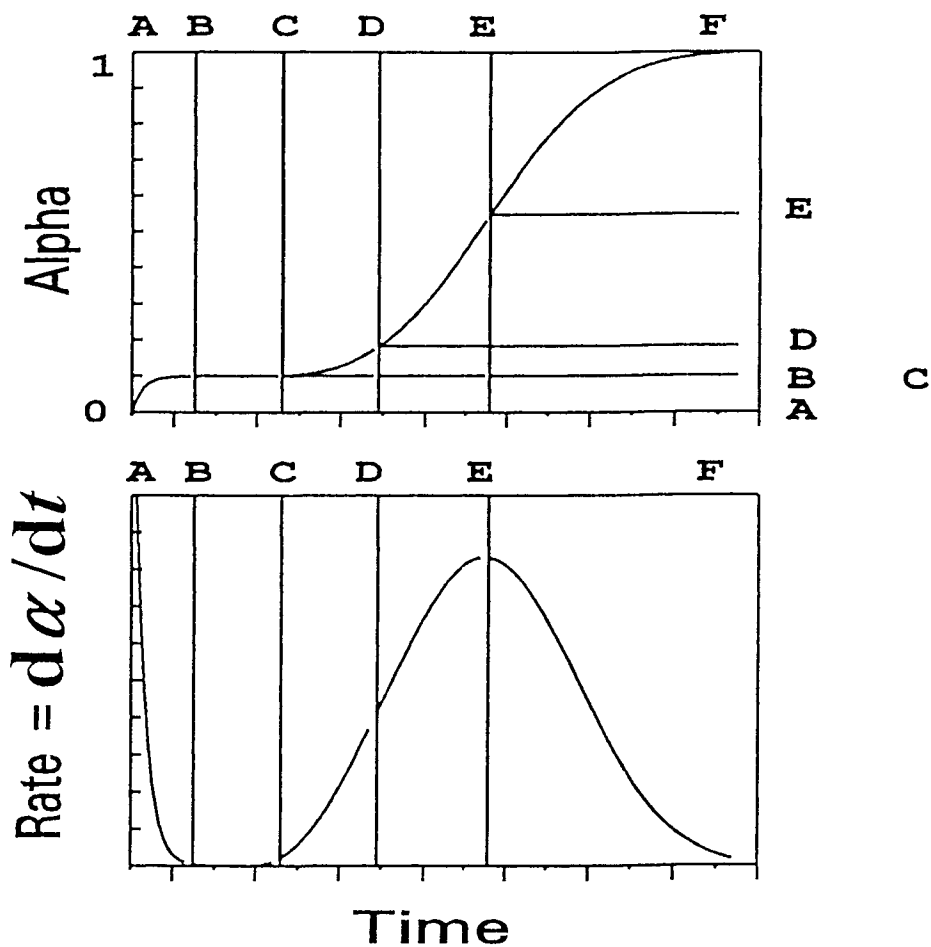 A B C D E F
1
Alpha
E
D
B C
A
0
A B C D E F
Rate = dα/dt
Time